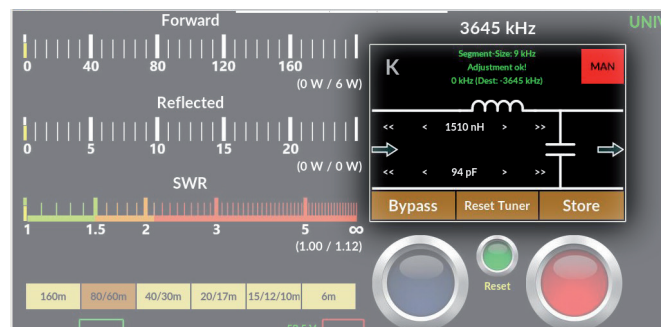 Forward
0 40 80 120 160
(0 W / 6 W)
Reflected
0 5 10 15 20
(0 W / 0 W)
SWR
1 1.5 2 3 5 ∞
(1.00 / 1.12)
160m 80/60m 40/30m 20/17m 15/12/10m 6m
3645 kHz
K
Segment-Size: 9 kHz
Adjustment ok!
0 kHz (Dest: -3645 kHz)
MAN
<< < 1510 nH > >>
<< < 94 pF > >>
Bypass Reset Tuner Store
Reset